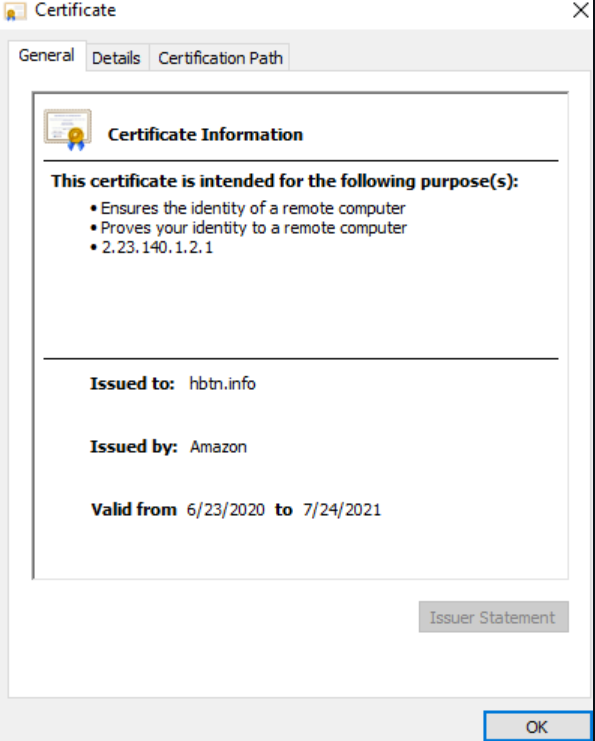 Certificate
General Details Certification Path
Certificate Information
This certificate is intended for the following purpose(s):
• Ensures the identity of a remote computer
• Proves your identity to a remote computer
• 2.23.140.1.2.1
Issued to: hbtn.info
Issued by: Amazon
Valid from 6/23/2020 to 7/24/2021
Issuer Statement
OK